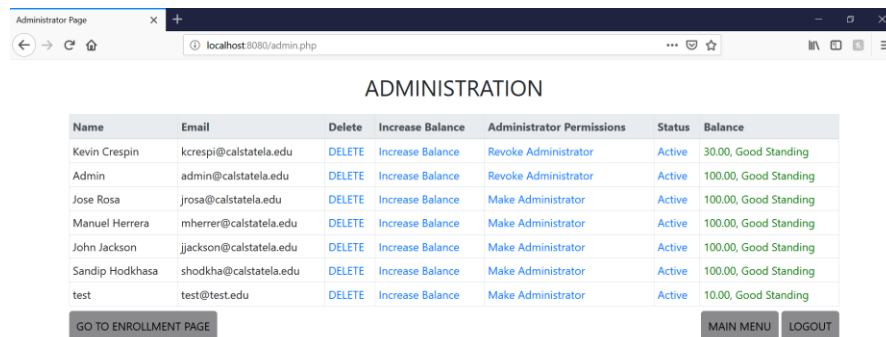 Administrator Page
localhost:8080/admin.php
ADMINISTRATION
Name Email Delete Increase Balance Administrator Permissions Status Balance
Kevin Crespin kcrespi@calstatela.edu DELETE Increase Balance Revoke Administrator Active 30.00, Good Standing
Admin admin@calstatela.edu DELETE Increase Balance Revoke Administrator Active 100.00, Good Standing
Jose Rosa jrosa@calstatela.edu DELETE Increase Balance Make Administrator Active 100.00, Good Standing
Manuel Herrera mherrer@calstatela.edu DELETE Increase Balance Make Administrator Active 100.00, Good Standing
John Jackson jjackson@calstatela.edu DELETE Increase Balance Make Administrator Active 100.00, Good Standing
Sandip Hodkhasa shodkha@calstatela.edu DELETE Increase Balance Make Administrator Active 100.00, Good Standing
test test@test.edu DELETE Increase Balance Make Administrator Active 10.00, Good Standing
GO TO ENROLLMENT PAGE MAIN MENU LOGOUT